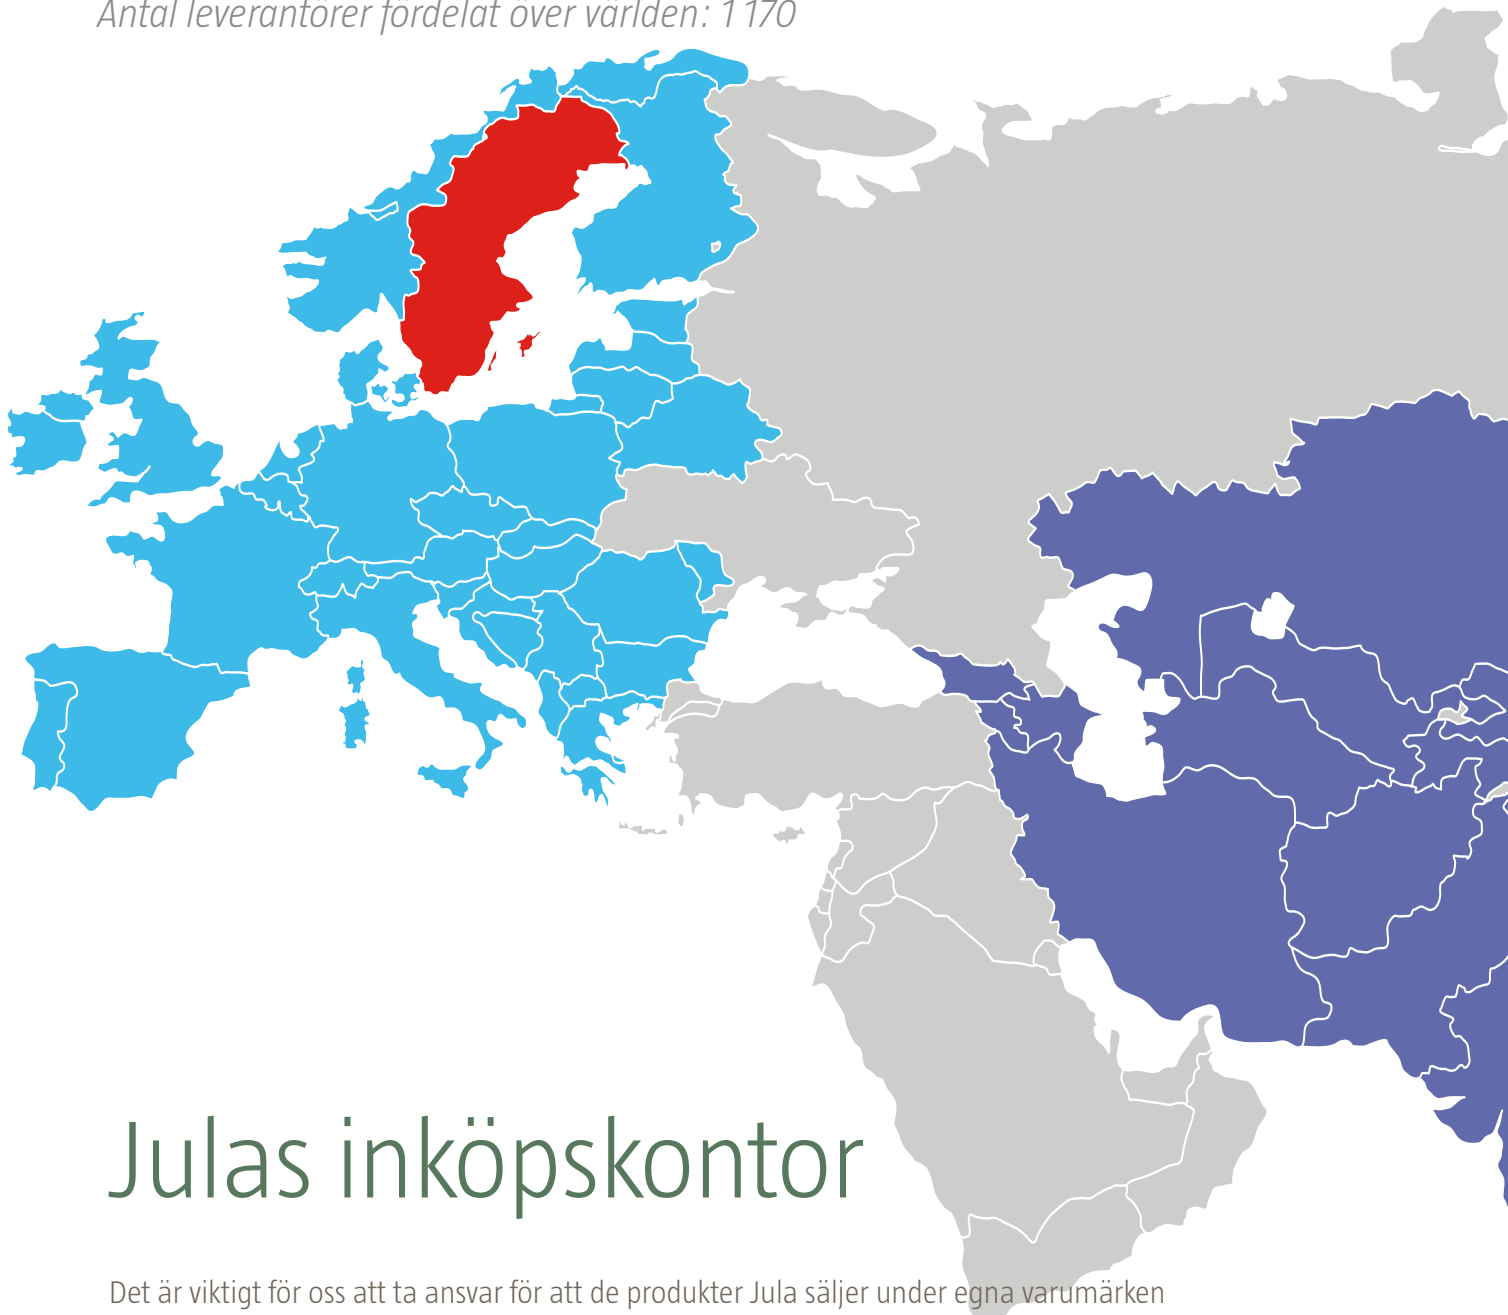 Antal leverantörer fördelat över världen: 1 170
Julas inköpskontor
Det är viktigt för oss att ta ansvar för att de produkter Jula säljer under egna varumärken